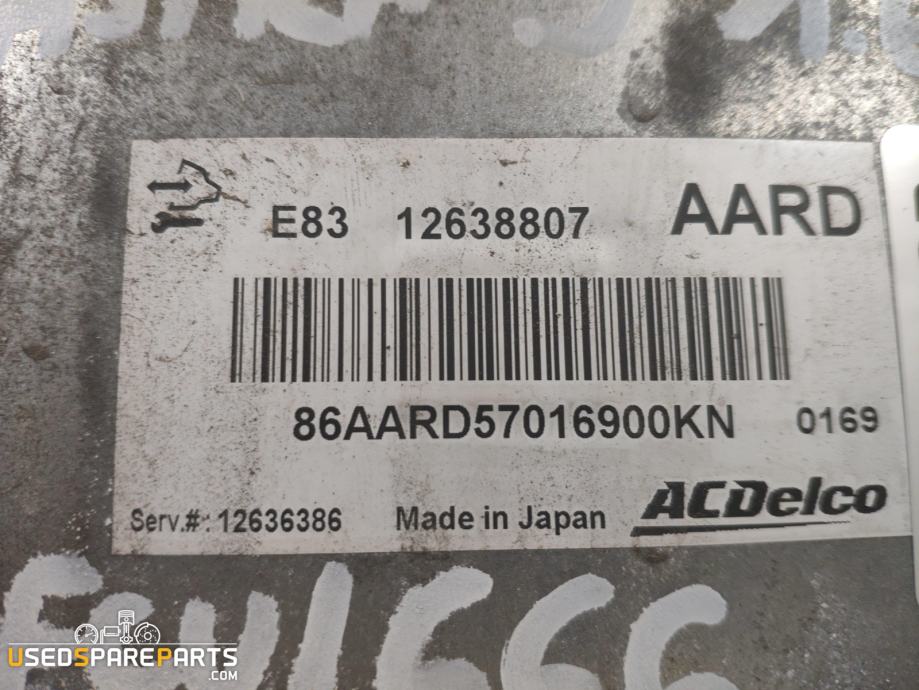 E83 12638807 AARD
86AARD57016900KN 0169
Serv.#: 12636386 Made in Japan ACDelco
USEDSPAREPARTS
.COM